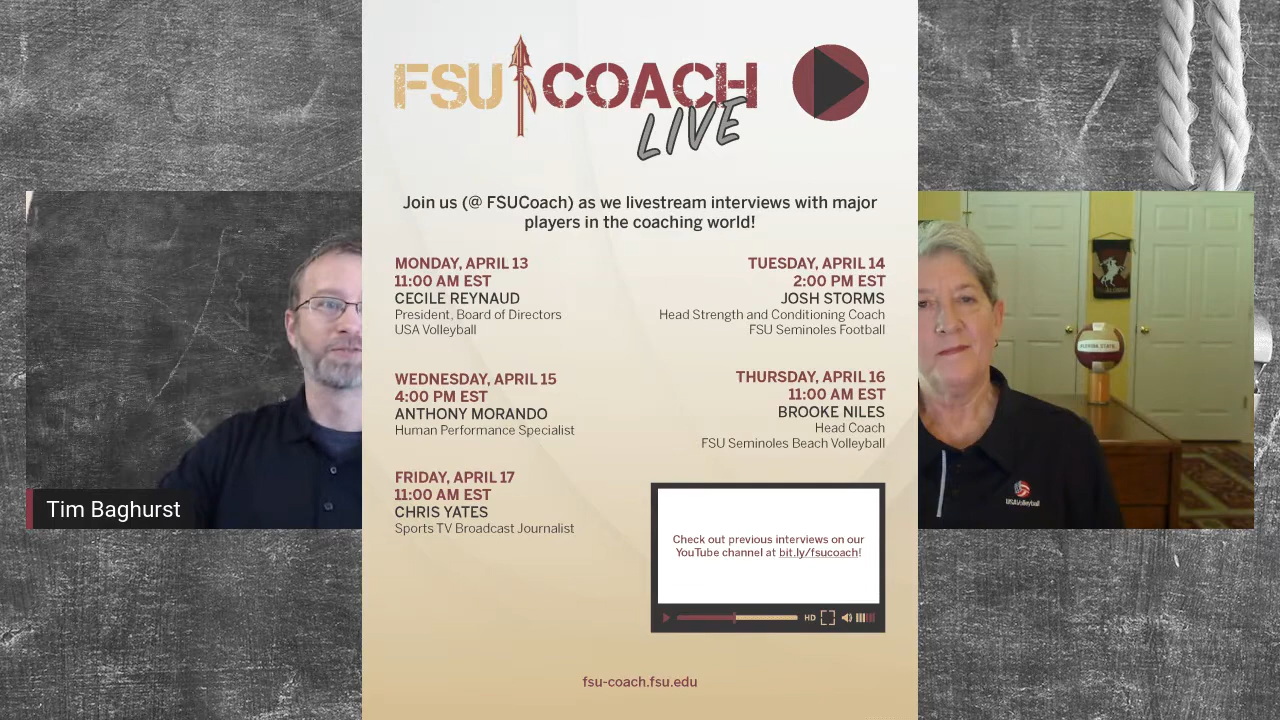 FSU COACH
LIVE
Join us (@ FSUCoach) as we livestream interviews with major
players in the coaching world!
MONDAY, APRIL 13
11:00 AM EST
CECILE REYNAUD
President, Board of Directors
USA Volleyball
TUESDAY, APRIL 14
2:00 PM EST
JOSH STORMS
Head Strength and Conditioning Coach
FSU Seminoles Football
WEDNESDAY, APRIL 15
4:00 PM EST
ANTHONY MORANDO
Human Performance Specialist
THURSDAY, APRIL 16
11:00 AM EST
BROOKE NILES
Head Coach
FSU Seminoles Beach Volleyball
FRIDAY, APRIL 17
11:00 AM EST
CHRIS YATES
Sports TV Broadcast Journalist
Check out previous interviews on our
YouTube channel at bit.ly/fsucoach!
HD
fsu-coach.fsu.edu
Tim Baghurst
USAVolleyball